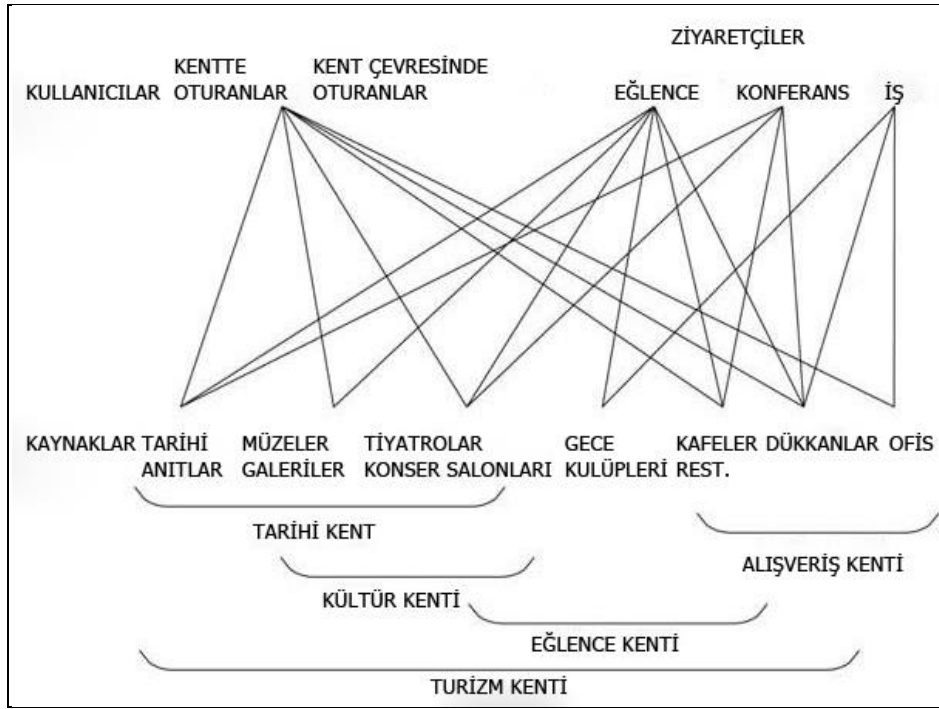 ZİYARETÇİLER
KENTTE KENT ÇEVRESİNDE
KULLANICILAR OTURANLAR OTURANLAR EĞLENCE KONFERANS İŞ
KAYNAKLAR TARİHİ MÜZELER TİYATROLAR GECE KAFELER DÜKKANLAR OFİS
ANITLAR GALERİLER KONSER SALONLARI KULÜPLERİ REST.
TARİHİ KENT
ALIŞVERİŞ KENTİ
KÜLTÜR KENTİ
EĞLENCE KENTİ
TURİZM KENTİ